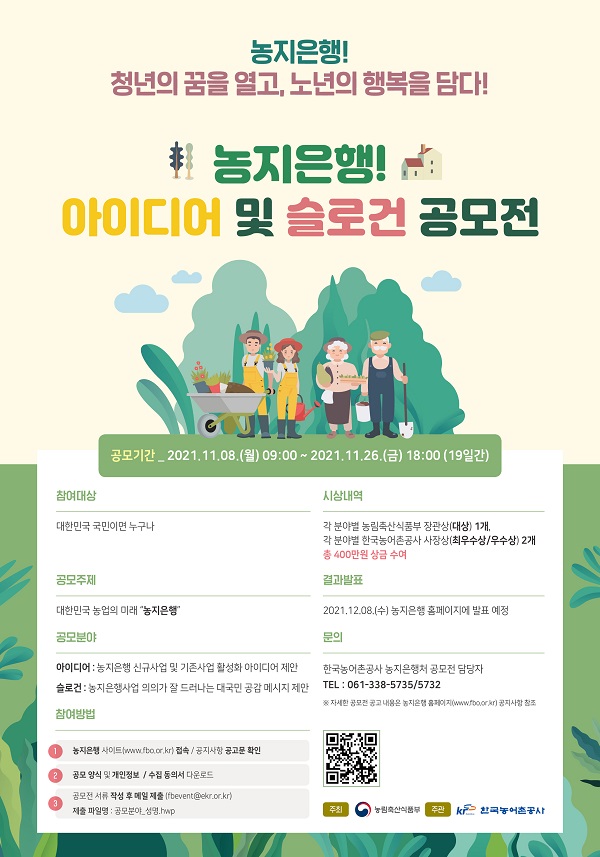 농지은행!
청년의 꿈을 열고, 노년의 행복을 담다!
농지은행!
아이디어 및 슬로건 공모전
공모기간 _ 2021.11.08.(월) 09:00 ~ 2021.11.26.(금) 18:00 (19일간)
참여대상
대한민국 국민이면 누구나
공모주제
대한민국 농업의 미래 "농지은행"
공모분야
아이디어 : 농지은행 신규사업 및 기존사업 활성화 아이디어 제안
슬로건 : 농지은행사업 의의가 잘 드러나는 대국민 공감 메시지 제안
참여방법
1 농지은행 사이트(www.fbo.or.kr) 접속 / 공지사항 공고문 확인
2 공모 양식 및 개인정보 / 수집 동의서 다운로드
3 공모전 서류 작성 후 메일 제출 (fbevent@ekr.or.kr)
제출 파일명 : 공모분야_성명.hwp
시상내역
각 분야별 농림축산식품부 장관상(대상) 1개,
각 분야별 한국농어촌공사 사장상(최우수상/우수상) 2개
총 400만원 상금 수여
결과발표
2021.12.08.(수) 농지은행 홈페이지에 발표 예정
문의
한국농어촌공사 농지은행처 공모전 담당자
TEL : 061-338-5735/5732
※ 자세한 공모전 공고 내용은 농지은행 홈페이지(www.fbo.or.kr) 공지사항 참조
주최 농림축산식품부 주관 한국농어촌공사